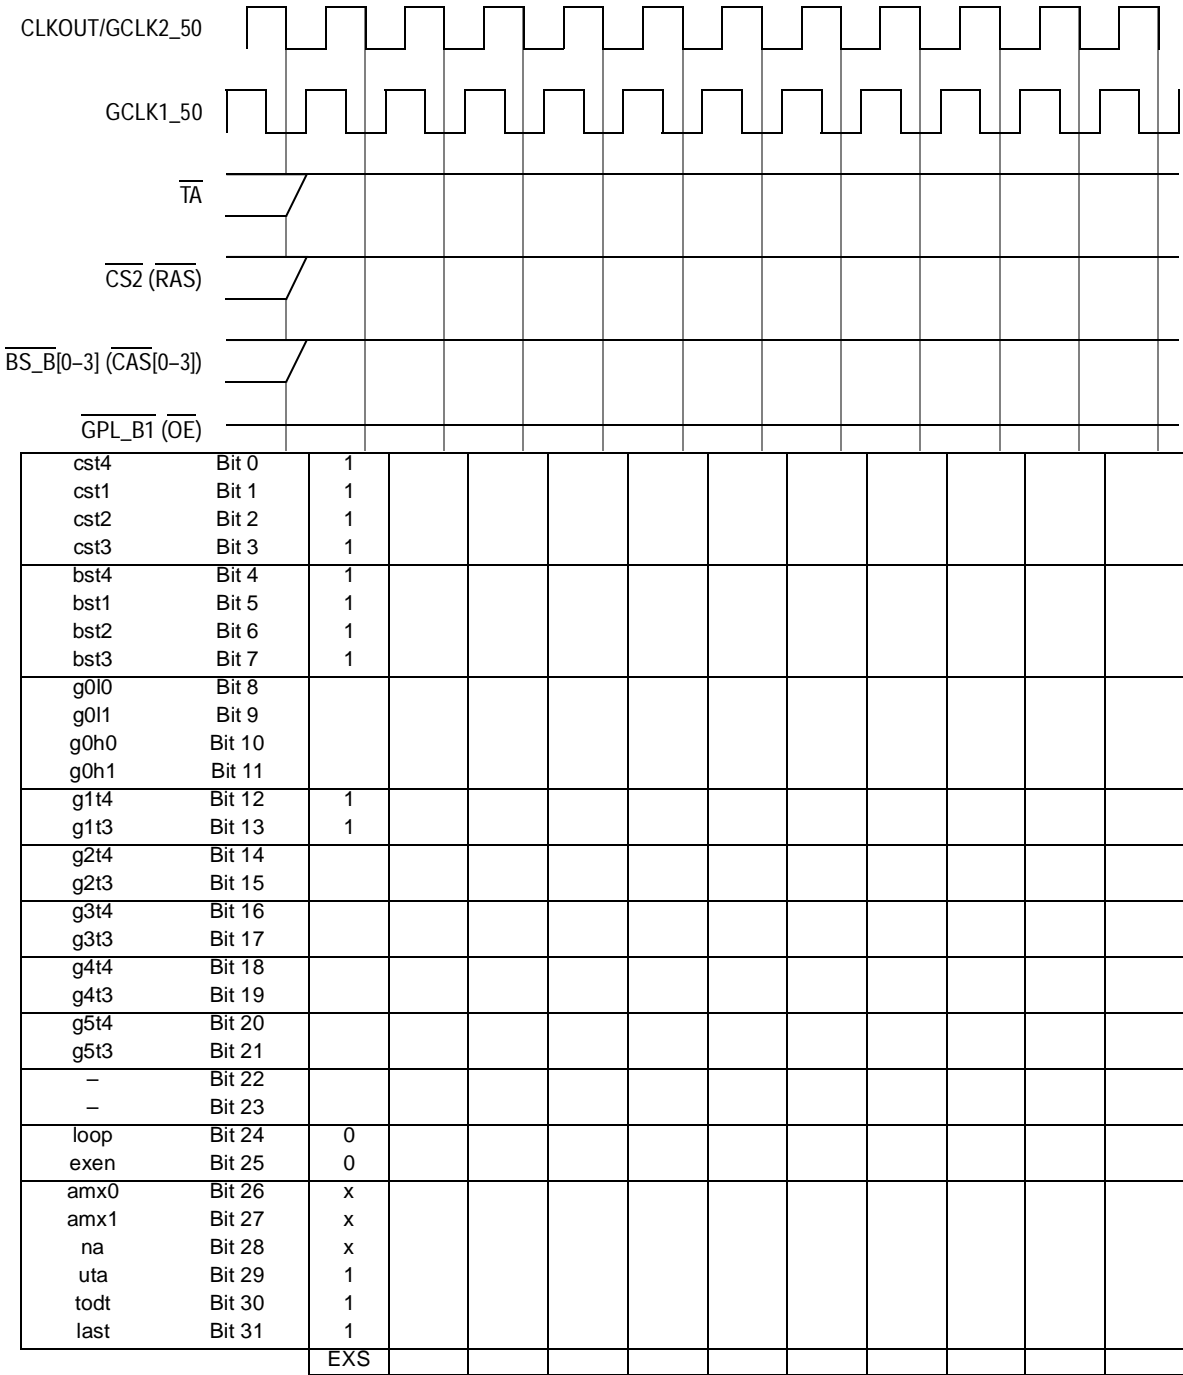 CLKOUT/GCLK2_50
GCLK1_50
TA
CS2 (RAS)
BS_B[0–3] (CAS[0–3])
GPL_B1 (OE)
cst4 Bit 0 1
cst1 Bit 1 1
cst2 Bit 2 1
cst3 Bit 3 1
bst4 Bit 4 1
bst1 Bit 5 1
bst2 Bit 6 1
bst3 Bit 7 1
g0l0 Bit 8
g0l1 Bit 9
g0h0 Bit 10
g0h1 Bit 11
g1t4 Bit 12 1
g1t3 Bit 13 1
g2t4 Bit 14
g2t3 Bit 15
g3t4 Bit 16
g3t3 Bit 17
g4t4 Bit 18
g4t3 Bit 19
g5t4 Bit 20
g5t3 Bit 21
– Bit 22
– Bit 23
loop Bit 24 0
exen Bit 25 0
amx0 Bit 26 x
amx1 Bit 27 x
na Bit 28 x
uta Bit 29 1
todt Bit 30 1
last Bit 31 1
EXS